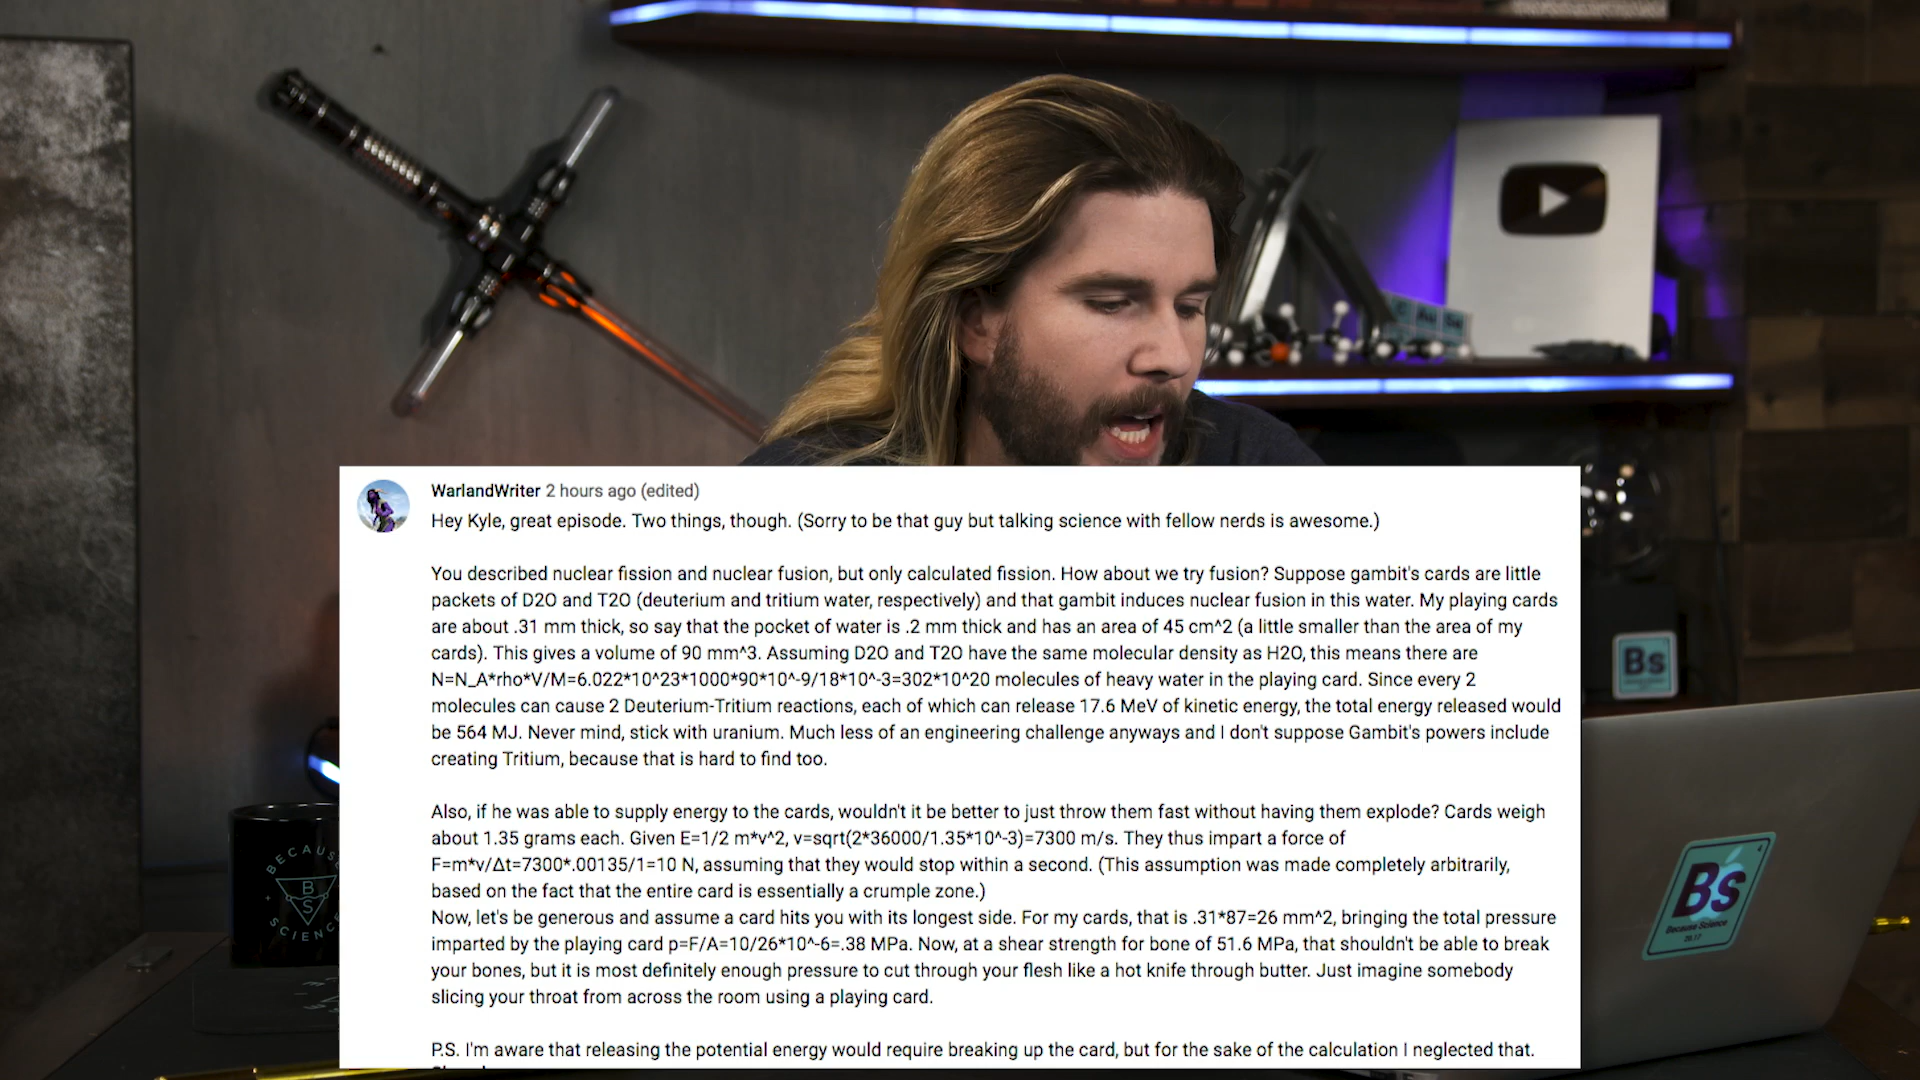 WarlandWriter 2 hours ago (edited)
Hey Kyle, great episode. Two things, though. (Sorry to be that guy but talking science with fellow nerds is awesome.)
You described nuclear fission and nuclear fusion, but only calculated fission. How about we try fusion? Suppose gambit's cards are little
packets of D2O and T2O (deuterium and tritium water, respectively) and that gambit induces nuclear fusion in this water. My playing cards
are about .31 mm thick, so say that the pocket of water is .2 mm thick and has an area of 45 cm^2 (a little smaller than the area of my
cards). This gives a volume of 90 mm^3. Assuming D2O and T2O have the same molecular density as H2O, this means there are
N=N_A*rho*V/M=6.022*10^23*1000*90*10^-9/18*10^-3=302*10^20 molecules of heavy water in the playing card. Since every 2
molecules can cause 2 Deuterium-Tritium reactions, each of which can release 17.6 MeV of kinetic energy, the total energy released would
be 564 MJ. Never mind, stick with uranium. Much less of an engineering challenge anyways and I don't suppose Gambit's powers include
creating Tritium, because that is hard to find too.
Also, if he was able to supply energy to the cards, wouldn't it be better to just throw them fast without having them explode? Cards weigh
about 1.35 grams each. Given E=1/2 m*v^2, v=sqrt(2*36000/1.35*10^-3)=7300 m/s. They thus impart a force of
F=m*v/Δt=7300*.00135/1=10 N, assuming that they would stop within a second. (This assumption was made completely arbitrarily,
based on the fact that the entire card is essentially a crumple zone.)
Now, let's be generous and assume a card hits you with its longest side. For my cards, that is .31*87=26 mm^2, bringing the total pressure
imparted by the playing card p=F/A=10/26*10^-6=.38 MPa. Now, at a shear strength for bone of 51.6 MPa, that shouldn't be able to break
your bones, but it is most definitely enough pressure to cut through your flesh like a hot knife through butter. Just imagine somebody
slicing your throat from across the room using a playing card.
P.S. I'm aware that releasing the potential energy would require breaking up the card, but for the sake of the calculation I neglected that.
Bs
BECAUSE
BS
SCIENC
Bs
Because Science